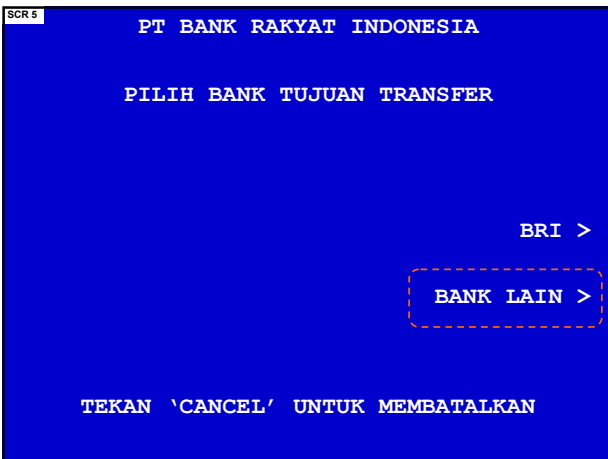 SCR 5
PT BANK RAKYAT INDONESIA
PILIH BANK TUJUAN TRANSFER
BRI >
BANK LAIN >
TEKAN ‘CANCEL’ UNTUK MEMBATALKAN